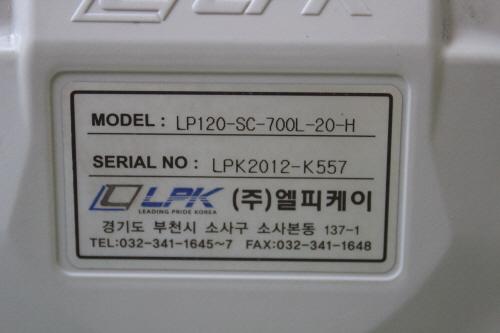 LPK
MODEL : LP120-SC-700L-20-H
SERIAL NO : LPK2012-K557
LPK (주)엘피케이
LEADING PRIDE KOREA
경기도 부천시 소사구 소사본동 137-1
TEL:032-341-1645~7 FAX:032-341-1648